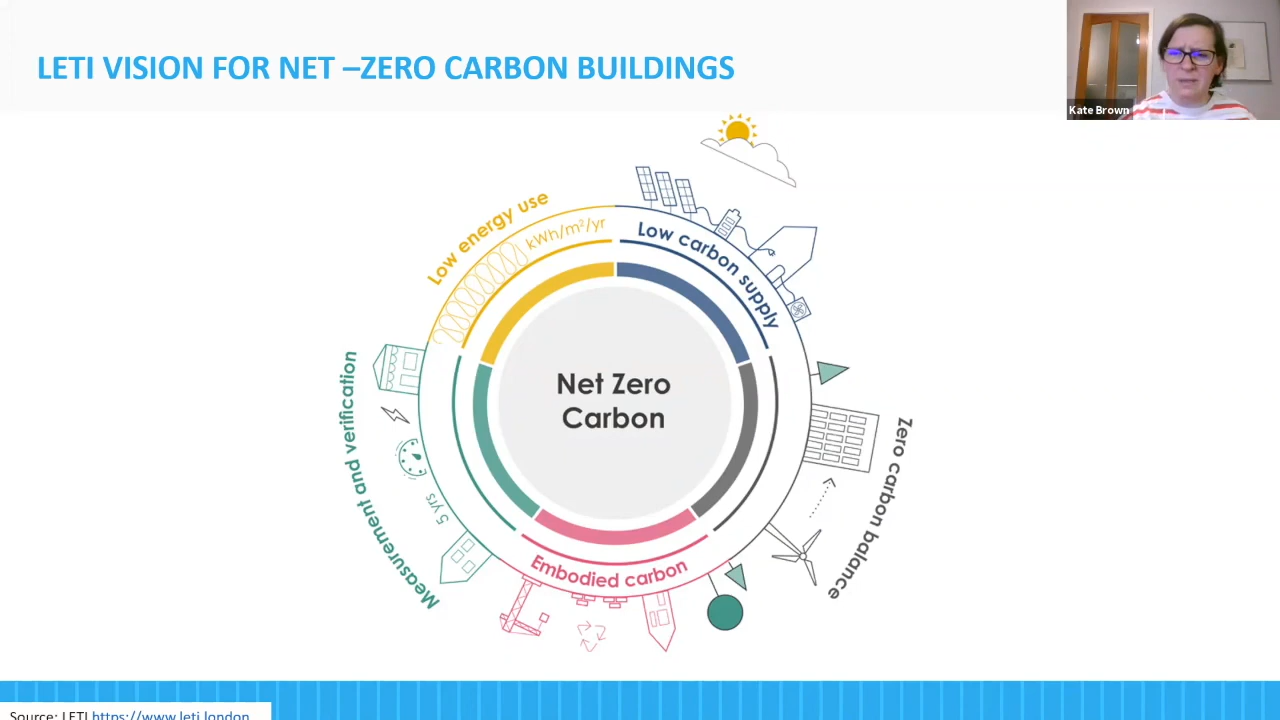 LETI VISION FOR NET –ZERO CARBON BUILDINGS
Kate Brown
Low energy use
kWh/m²/yr
Low carbon supply
Measurement and verification
5 yrs
Net Zero
Carbon
Zero carbon balance
Embodied carbon
Source: LETI https://www.leti.london